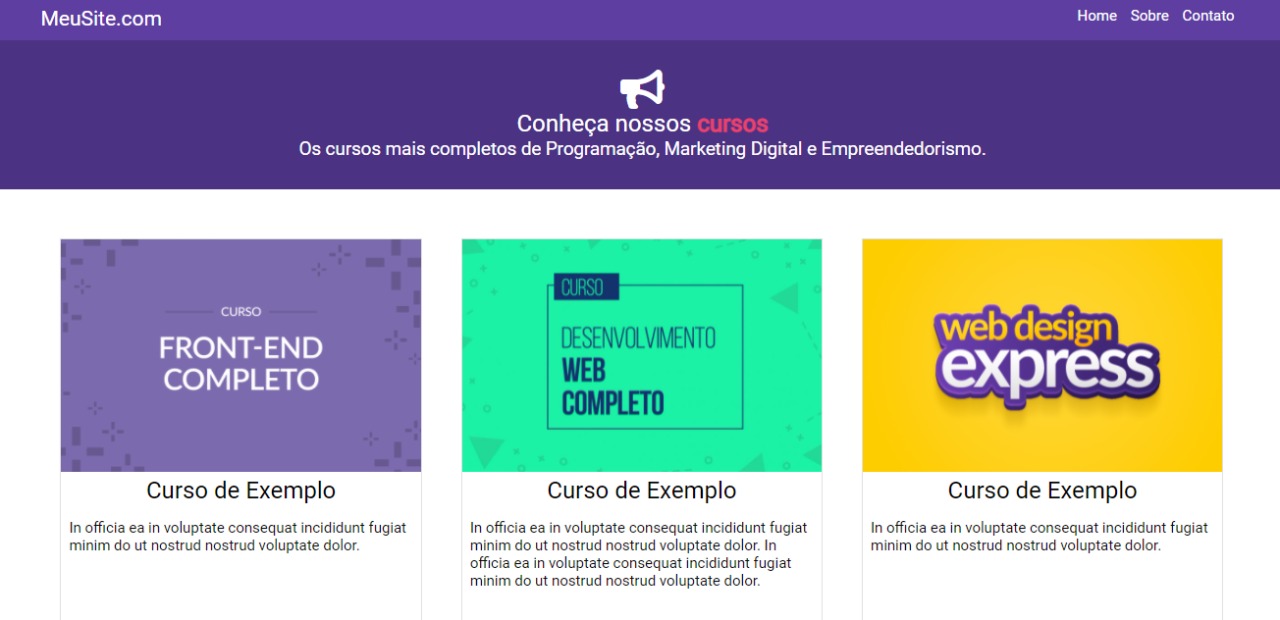 MeuSite.com
Home Sobre Contato
Conheça nossos cursos
Os cursos mais completos de Programação, Marketing Digital e Empreendedorismo.
CURSO
FRONT-END
COMPLETO
CURSO
DESENVOLVIMENTO
WEB
COMPLETO
web design
express
Curso de Exemplo
In officia ea in voluptate consequat incididunt fugiat
minim do ut nostrud nostrud voluptate dolor.
Curso de Exemplo
In officia ea in voluptate consequat incididunt fugiat
minim do ut nostrud nostrud voluptate dolor. In
officia ea in voluptate consequat incididunt fugiat
minim do ut nostrud nostrud voluptate dolor.
Curso de Exemplo
In officia ea in voluptate consequat incididunt fugiat
minim do ut nostrud nostrud voluptate dolor.